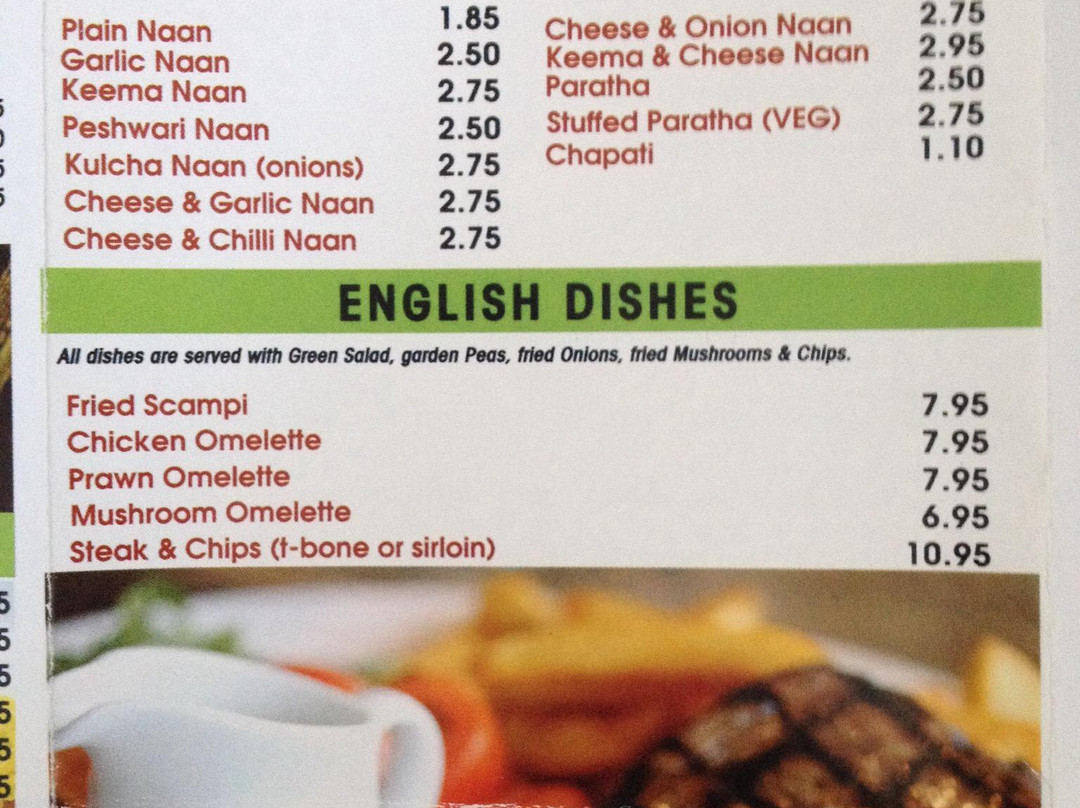 Plain Naan 1.85
Garlic Naan 2.50
Keema Naan 2.75
Peshwari Naan 2.50
Kulcha Naan (onions) 2.75
Cheese & Garlic Naan 2.75
Cheese & Chilli Naan 2.75
Cheese & Onion Naan 2.75
Keema & Cheese Naan 2.95
Paratha 2.50
Stuffed Paratha (VEG) 2.75
Chapati 1.10
ENGLISH DISHES
All dishes are served with Green Salad, garden Peas, fried Onions, fried Mushrooms & Chips.
Fried Scampi 7.95
Chicken Omelette 7.95
Prawn Omelette 7.95
Mushroom Omelette 6.95
Steak & Chips (t-bone or sirloin) 10.95